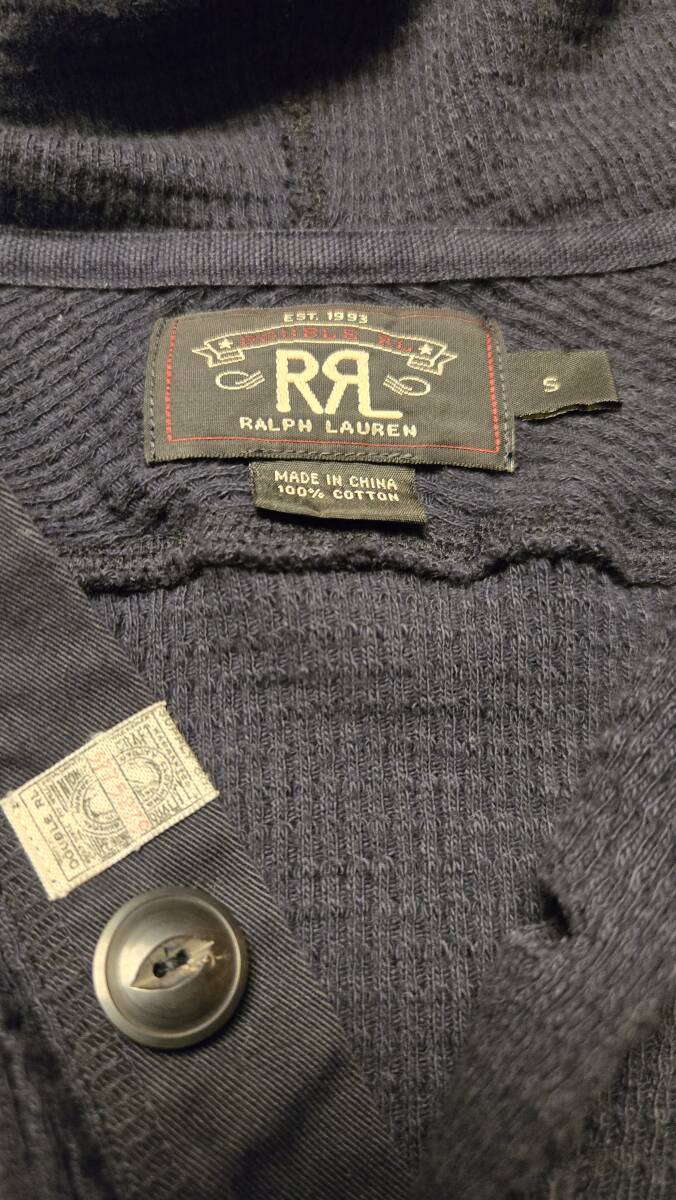 EST. 1993
DOUBLE RL
RRL
RALPH LAUREN
S
MADE IN CHINA
100% COTTON
DOUBLE RL